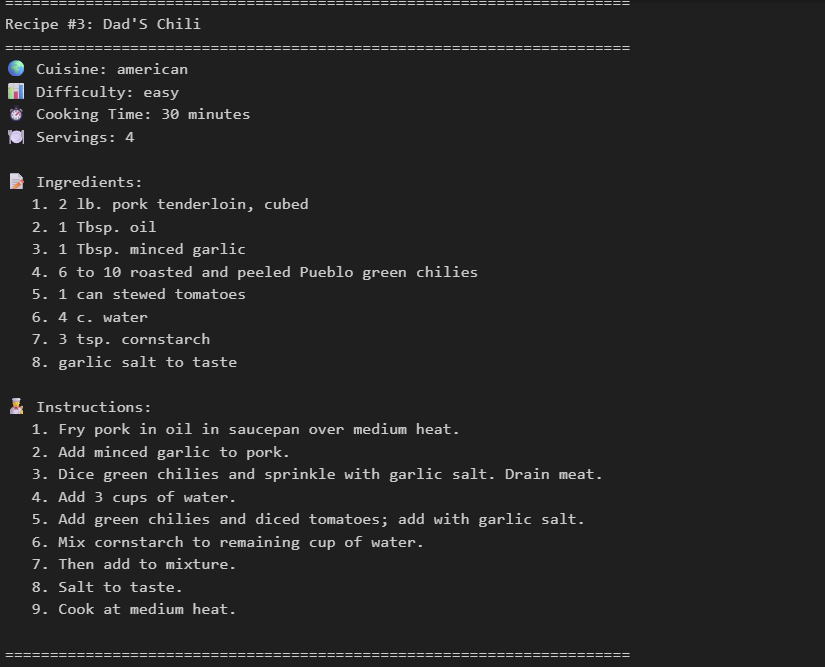 ======================================================================
Recipe #3: Dad'S Chili
======================================================================
🌍 Cuisine: american
📊 Difficulty: easy
⏱️ Cooking Time: 30 minutes
🍽️ Servings: 4
📝 Ingredients:
1. 2 lb. pork tenderloin, cubed
2. 1 Tbsp. oil
3. 1 Tbsp. minced garlic
4. 6 to 10 roasted and peeled Pueblo green chilies
5. 1 can stewed tomatoes
6. 4 c. water
7. 3 tsp. cornstarch
8. garlic salt to taste
👨‍🍳 Instructions:
1. Fry pork in oil in saucepan over medium heat.
2. Add minced garlic to pork.
3. Dice green chilies and sprinkle with garlic salt. Drain meat.
4. Add 3 cups of water.
5. Add green chilies and diced tomatoes; add with garlic salt.
6. Mix cornstarch to remaining cup of water.
7. Then add to mixture.
8. Salt to taste.
9. Cook at medium heat.
======================================================================